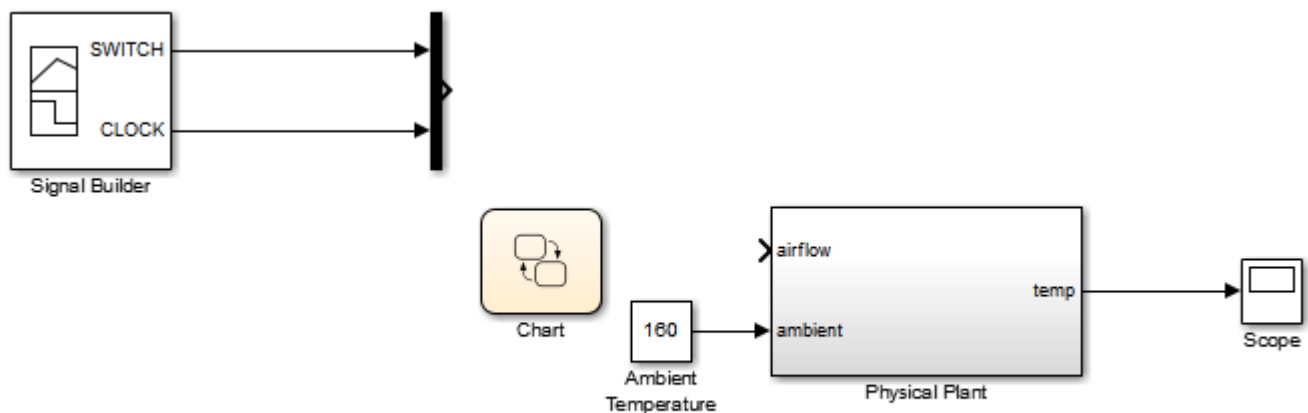 SWITCH
CLOCK
Signal Builder
airflow
temp
160
ambient
Chart
Scope
Ambient
Temperature
Physical Plant